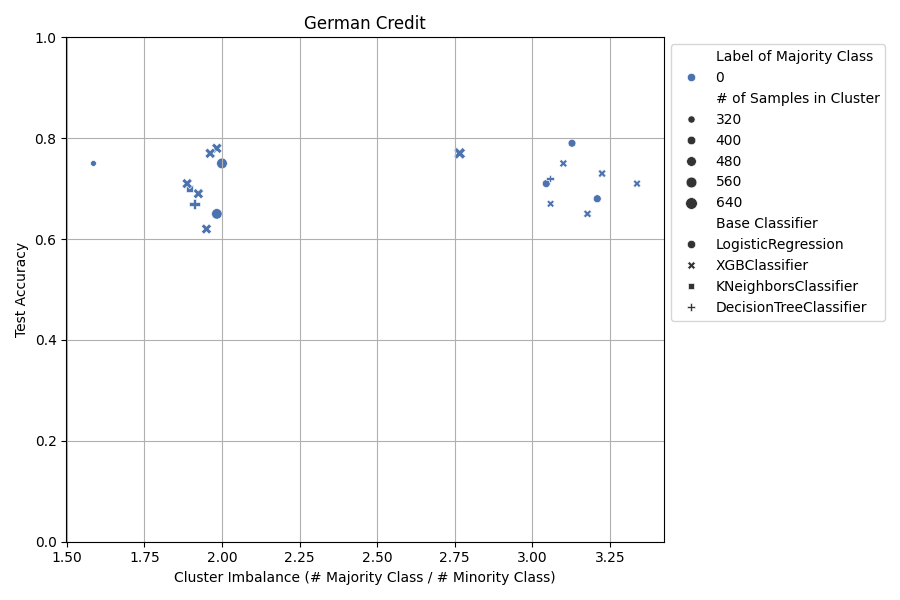 German Credit
1.0
0.8
0.6
0.4
0.2
0.0
Test Accuracy
1.50 1.75 2.00 2.25 2.50 2.75 3.00 3.25
Cluster Imbalance (# Majority Class / # Minority Class)
Label of Majority Class
0
# of Samples in Cluster
320
400
480
560
640
Base Classifier
LogisticRegression
XGBClassifier
KNeighborsClassifier
DecisionTreeClassifier